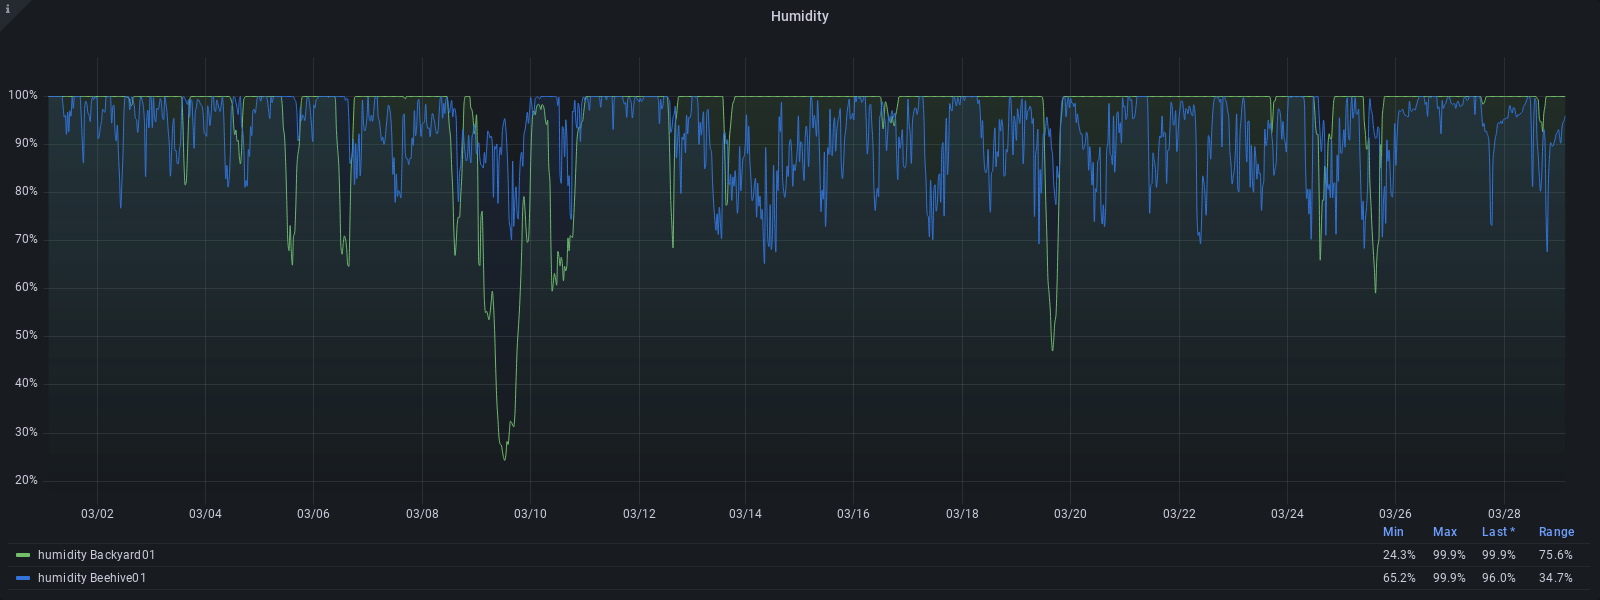 i
Humidity
100%
90%
80%
70%
60%
50%
40%
30%
20%
03/02 03/04 03/06 03/08 03/10 03/12 03/14 03/16 03/18 03/20 03/22 03/24 03/26 03/28
Min Max Last * Range
humidity Backyard01 24.3% 99.9% 99.9% 75.6%
humidity Beehive01 65.2% 99.9% 96.0% 34.7%